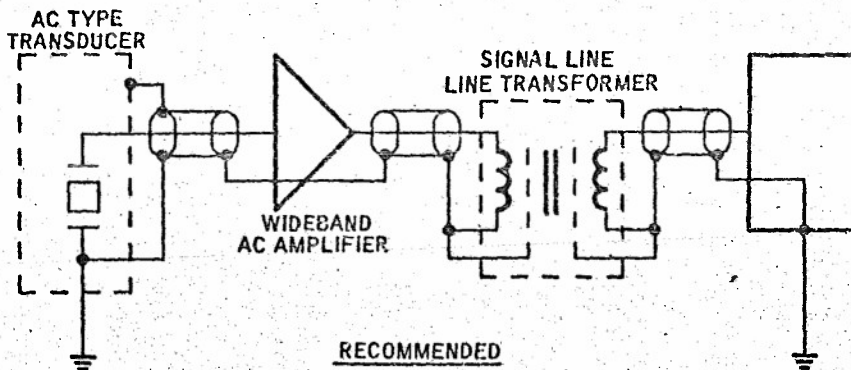 AC TYPE
TRANSDUCER
SIGNAL LINE
LINE TRANSFORMER
WIDEBAND
AC AMPLIFIER
RECOMMENDED